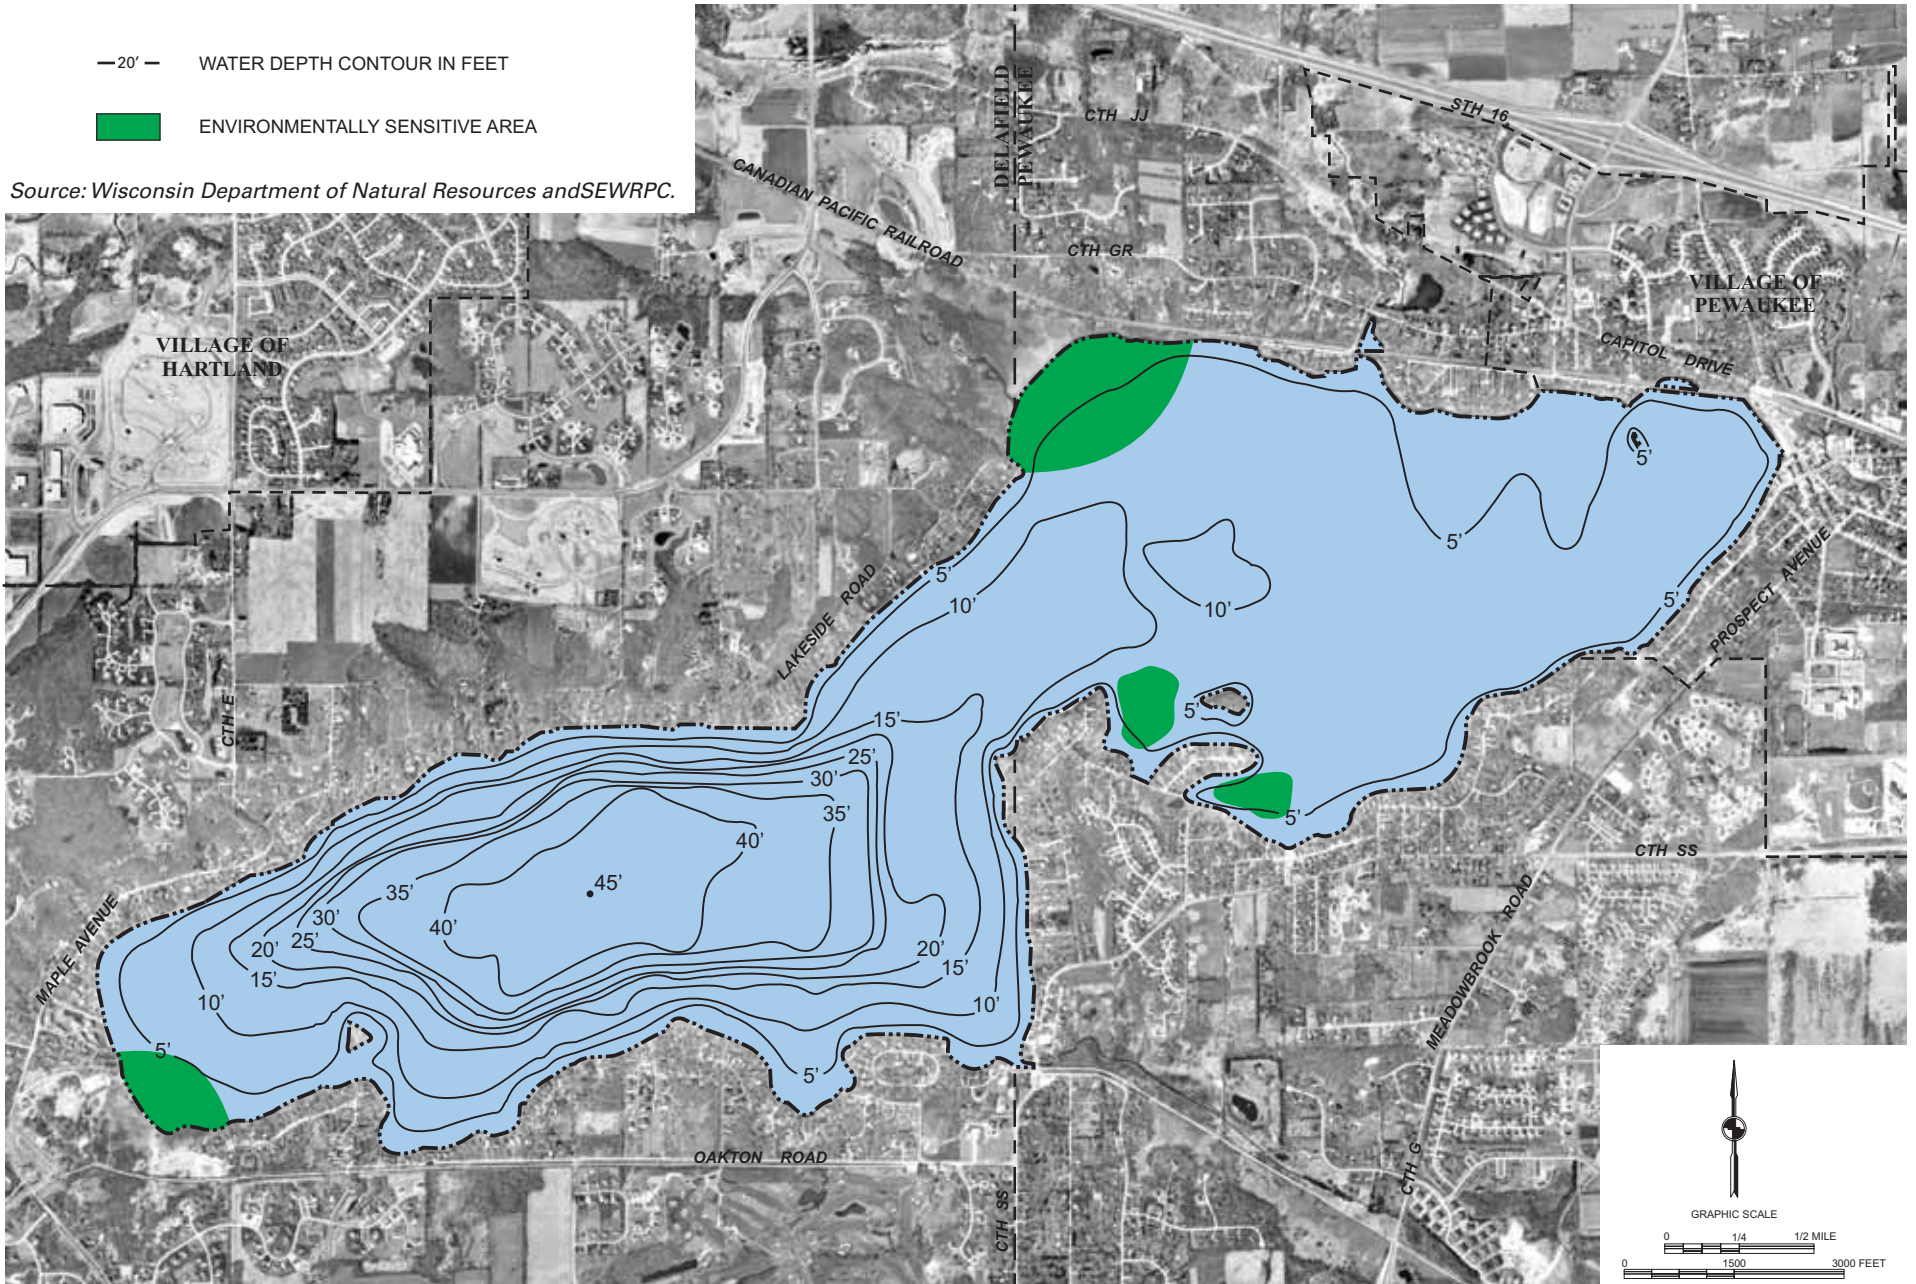 20'
WATER DEPTH CONTOUR IN FEET
ENVIRONMENTALLY SENSITIVE AREA
Source: Wisconsin Department of Natural Resources andSEWRPC.
DELAFIELD
PEWAUKEE
CTH JJ
STH 16
CANADIAN PACIFIC RAILROAD
CTH GR
VILLAGE OF
PEWAUKEE
VILLAGE OF
HARTLAND
CAPITOL DRIVE
5'
5'
PROSPECT AVENUE
5'
10'
10'
5'
LAKESIDE ROAD
CTH E
5'
15'
25'
30'
35'
40'
5'
CTH SS
45'
35'
40'
30'
25'
20'
15'
10'
20'
15'
10'
MAPLE AVENUE
MEADOWBROOK ROAD
5'
5'
OAKTON ROAD
CTH SS
CTH G
GRAPHIC SCALE
0 1/4 1/2 MILE
0 1500 3000 FEET